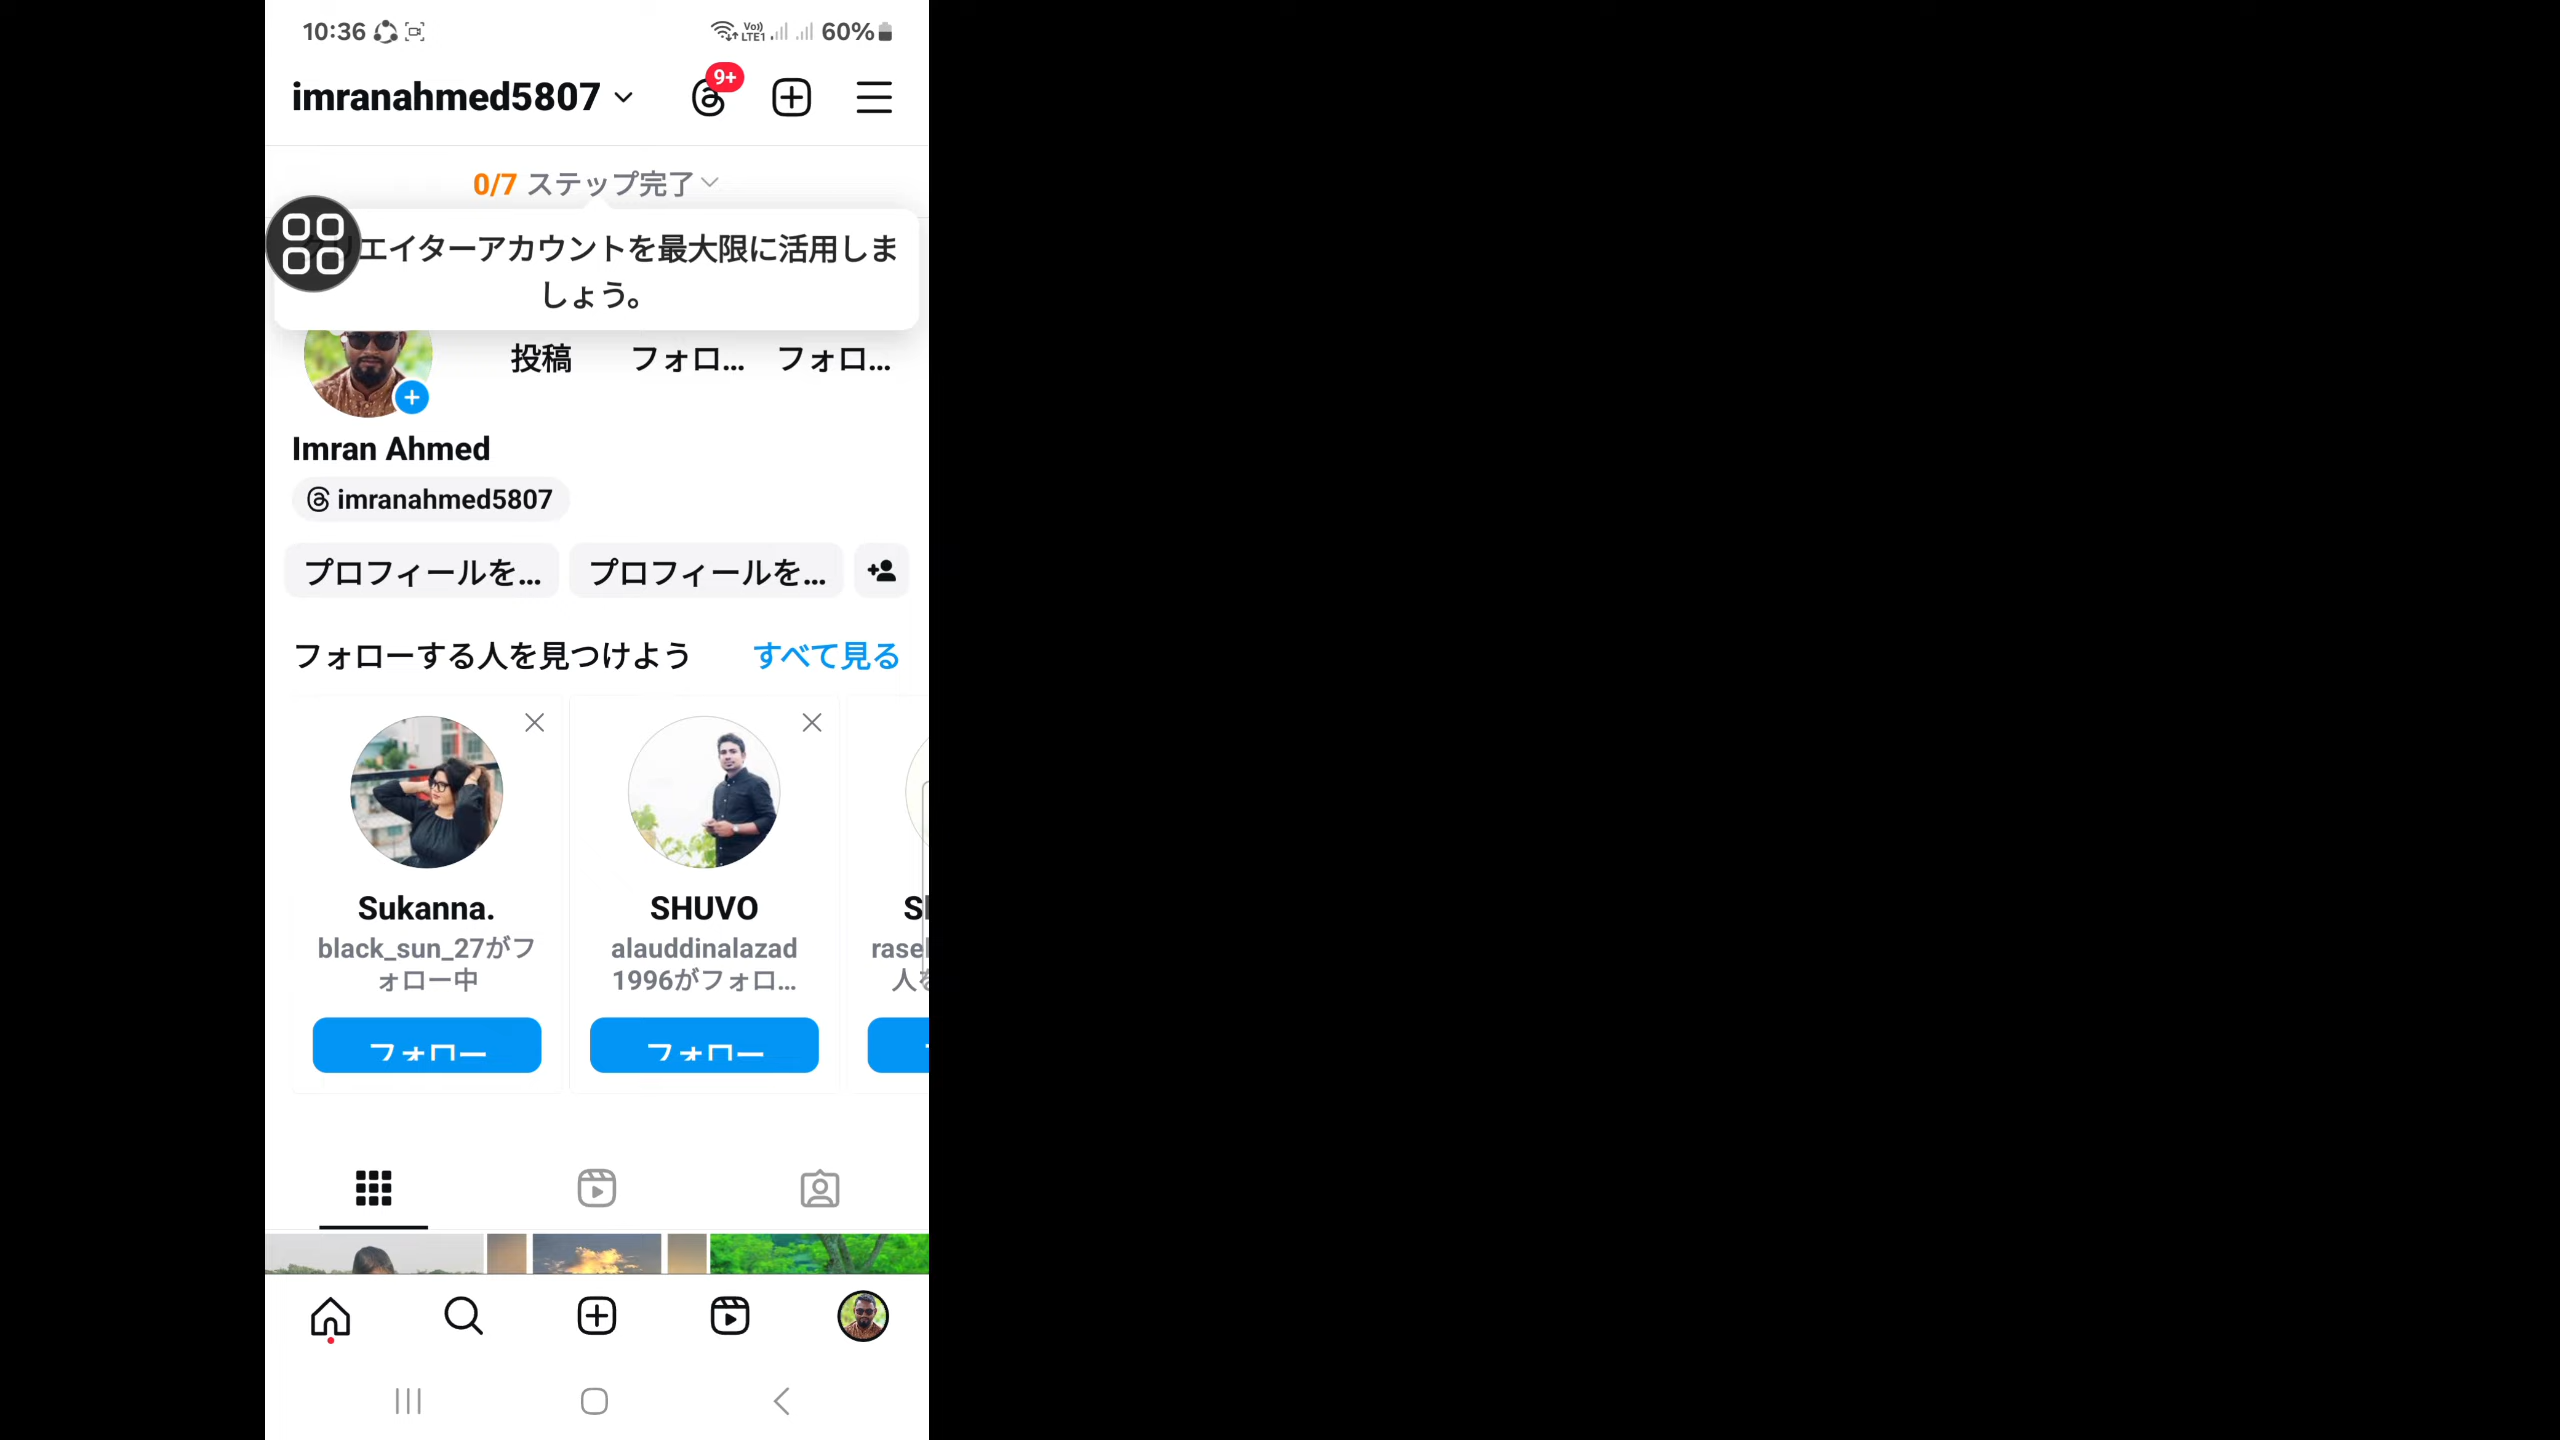 10:36 Vo) LTE1 60%
imranahmed5807 9+
0/7 ステップ完了
エイターアカウントを最大限に活用しま
しょう。
投稿 フォロ... フォロ...
Imran Ahmed
imranahmed5807
プロフィールを... プロフィールを...
フォローする人を見つけよう すべて見る
Sukanna. SHUVO
black_sun_27がフ alauddinalazad rasel
ォロー中 1996がフォロ... 人を
フォロー フォロー